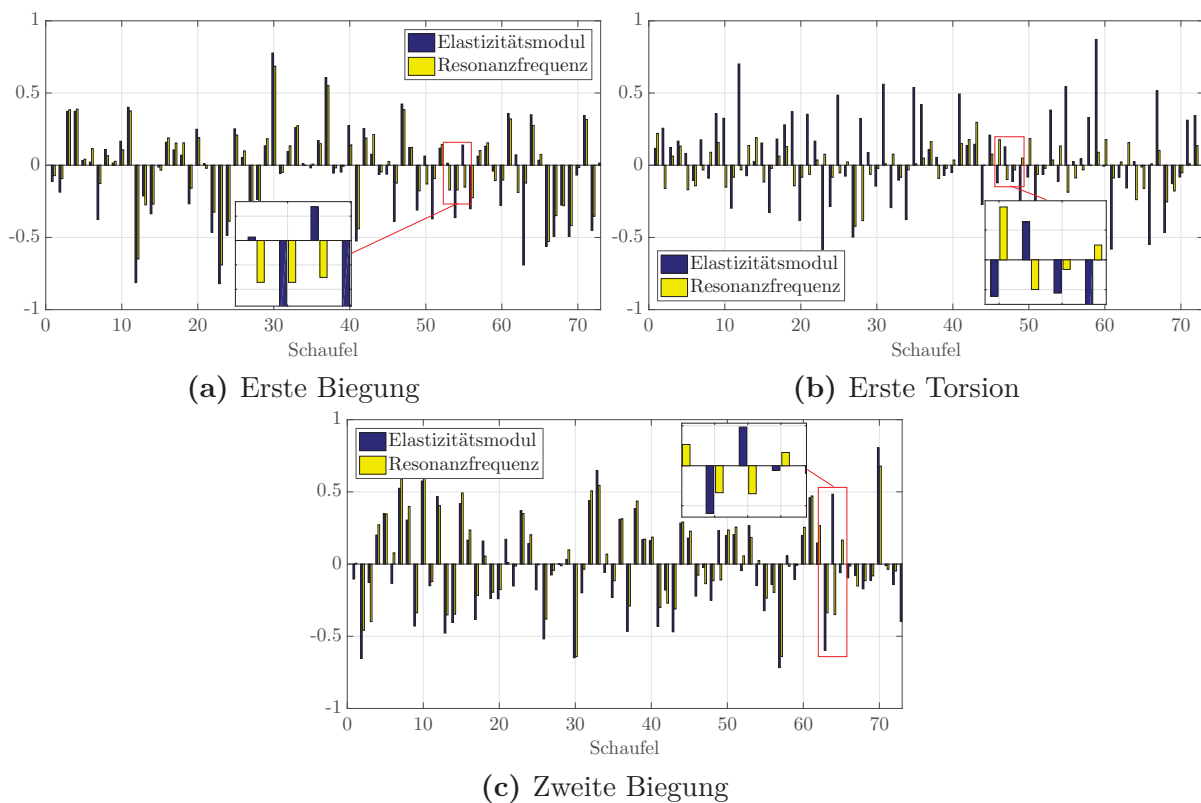 1
0.5
0
-0.5
-1
Elastizitätsmodul
Resonanzfrequenz
0 10 20 30 40 50 60 70
Schaufel
(a) Erste Biegung
1
0.5
0
-0.5
-1
Elastizitätsmodul
Resonanzfrequenz
0 10 20 30 40 50 60 70
Schaufel
(b) Erste Torsion
1
0.5
0
-0.5
-1
Elastizitätsmodul
Resonanzfrequenz
0 10 20 30 40 50 60 70
Schaufel
(c) Zweite Biegung